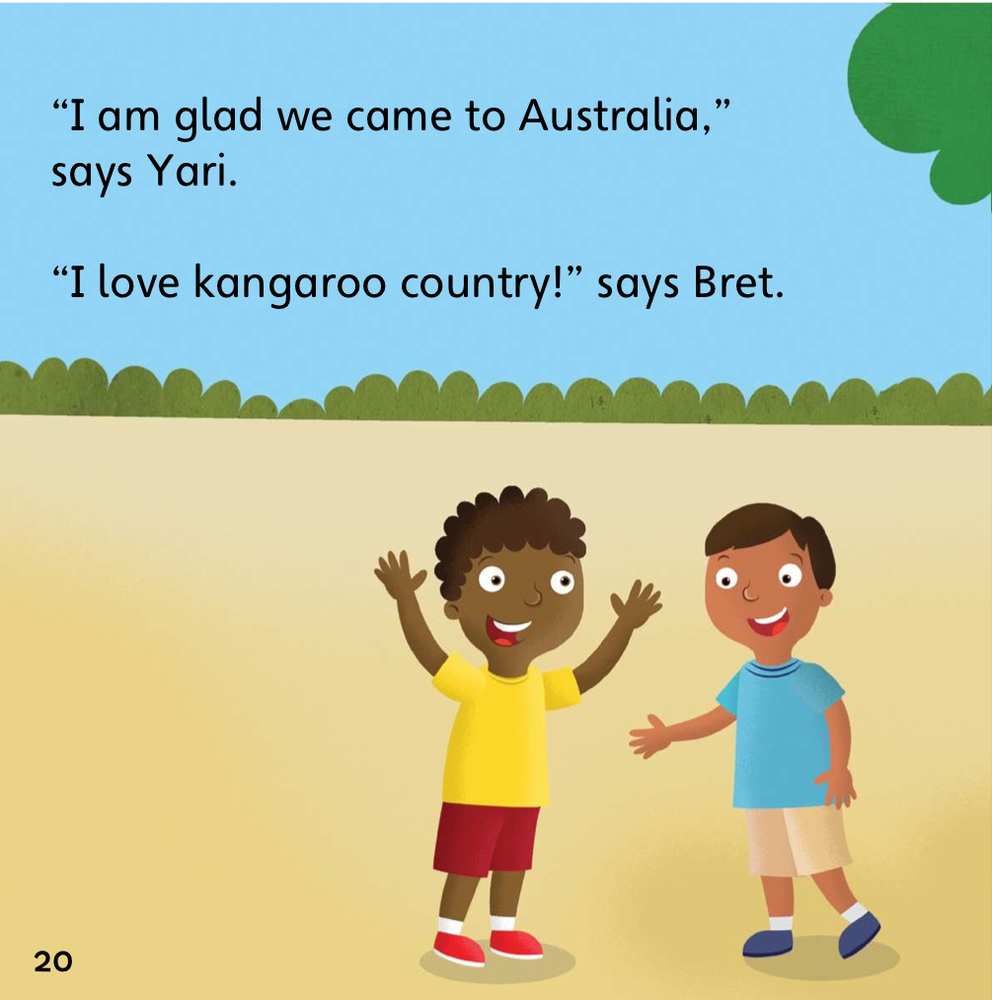 “I am glad we came to Australia,”
says Yari.
“I love kangaroo country!” says Bret.
20